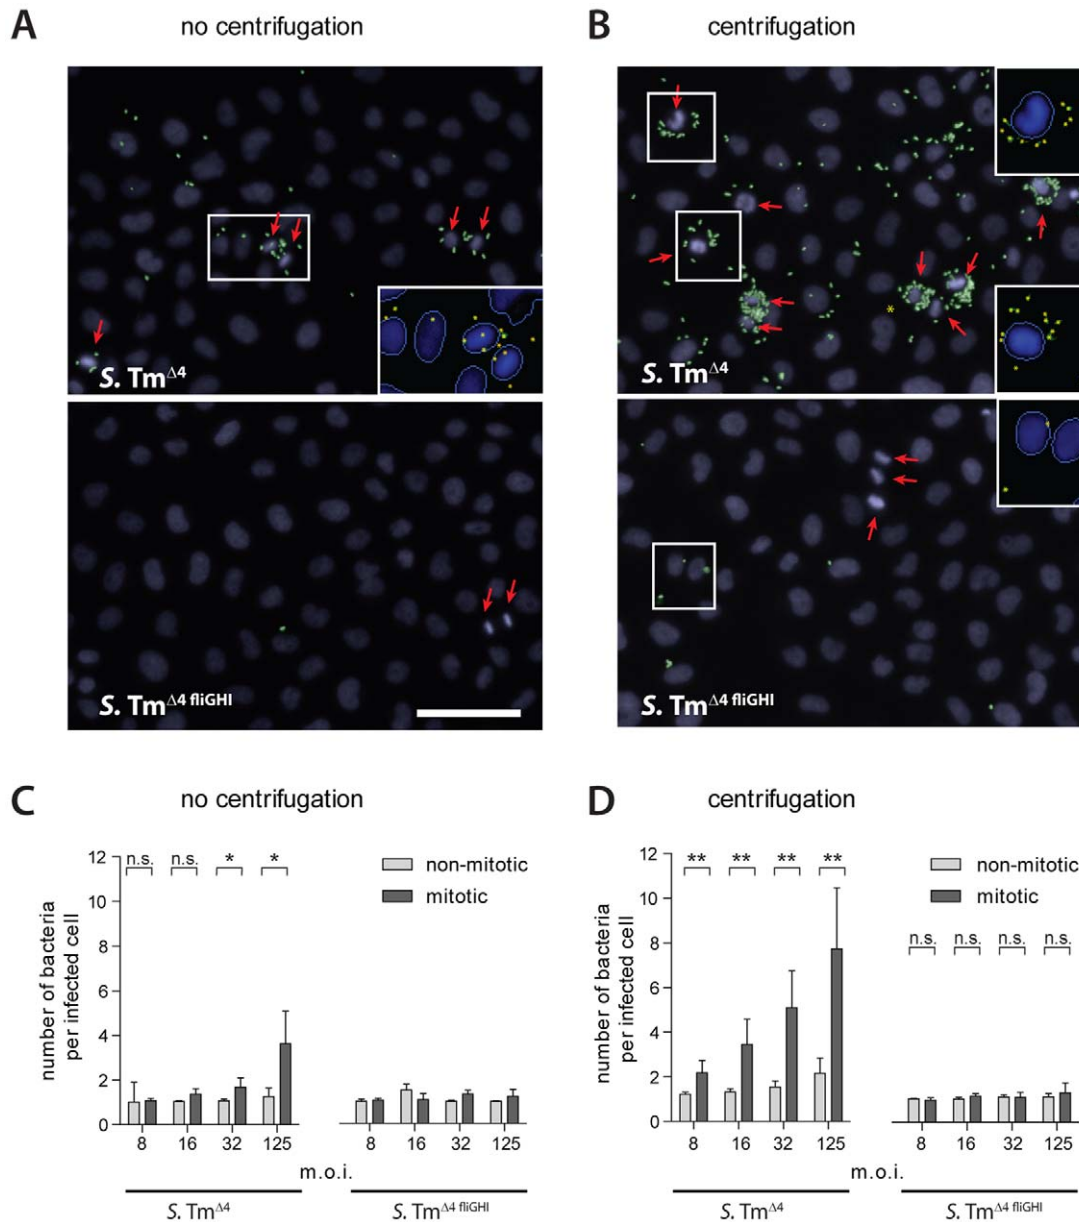 A
no centrifugation
S. Tm^Δ4
S. Tm^Δ4 fliGHI
B
centrifugation
*
S. Tm^Δ4
S. Tm^Δ4 fliGHI
C
no centrifugation
number of bacteria
per infected cell
12
10
8
6
4
2
0
n.s. n.s. * *
non-mitotic
mitotic
8 16 32 125 8 16 32 125
m.o.i.
S. Tm^Δ4 S. Tm^Δ4 fliGHI
D
centrifugation
number of bacteria
per infected cell
12
10
8
6
4
2
0
** ** ** **
non-mitotic
mitotic
n.s. n.s. n.s. n.s.
8 16 32 125 8 16 32 125
m.o.i.
S. Tm^Δ4 S. Tm^Δ4 fliGHI